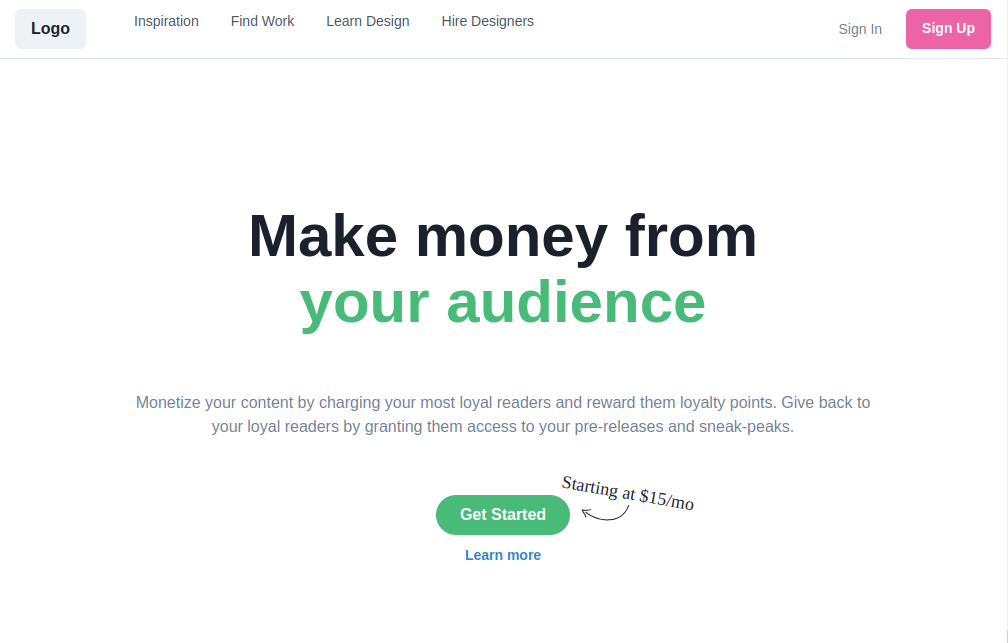 Logo
Inspiration
Find Work
Learn Design
Hire Designers
Sign In
Sign Up
Make money from
your audience
Monetize your content by charging your most loyal readers and reward them loyalty points. Give back to
your loyal readers by granting them access to your pre-releases and sneak-peaks.
Starting at $15/mo
Get Started
Learn more